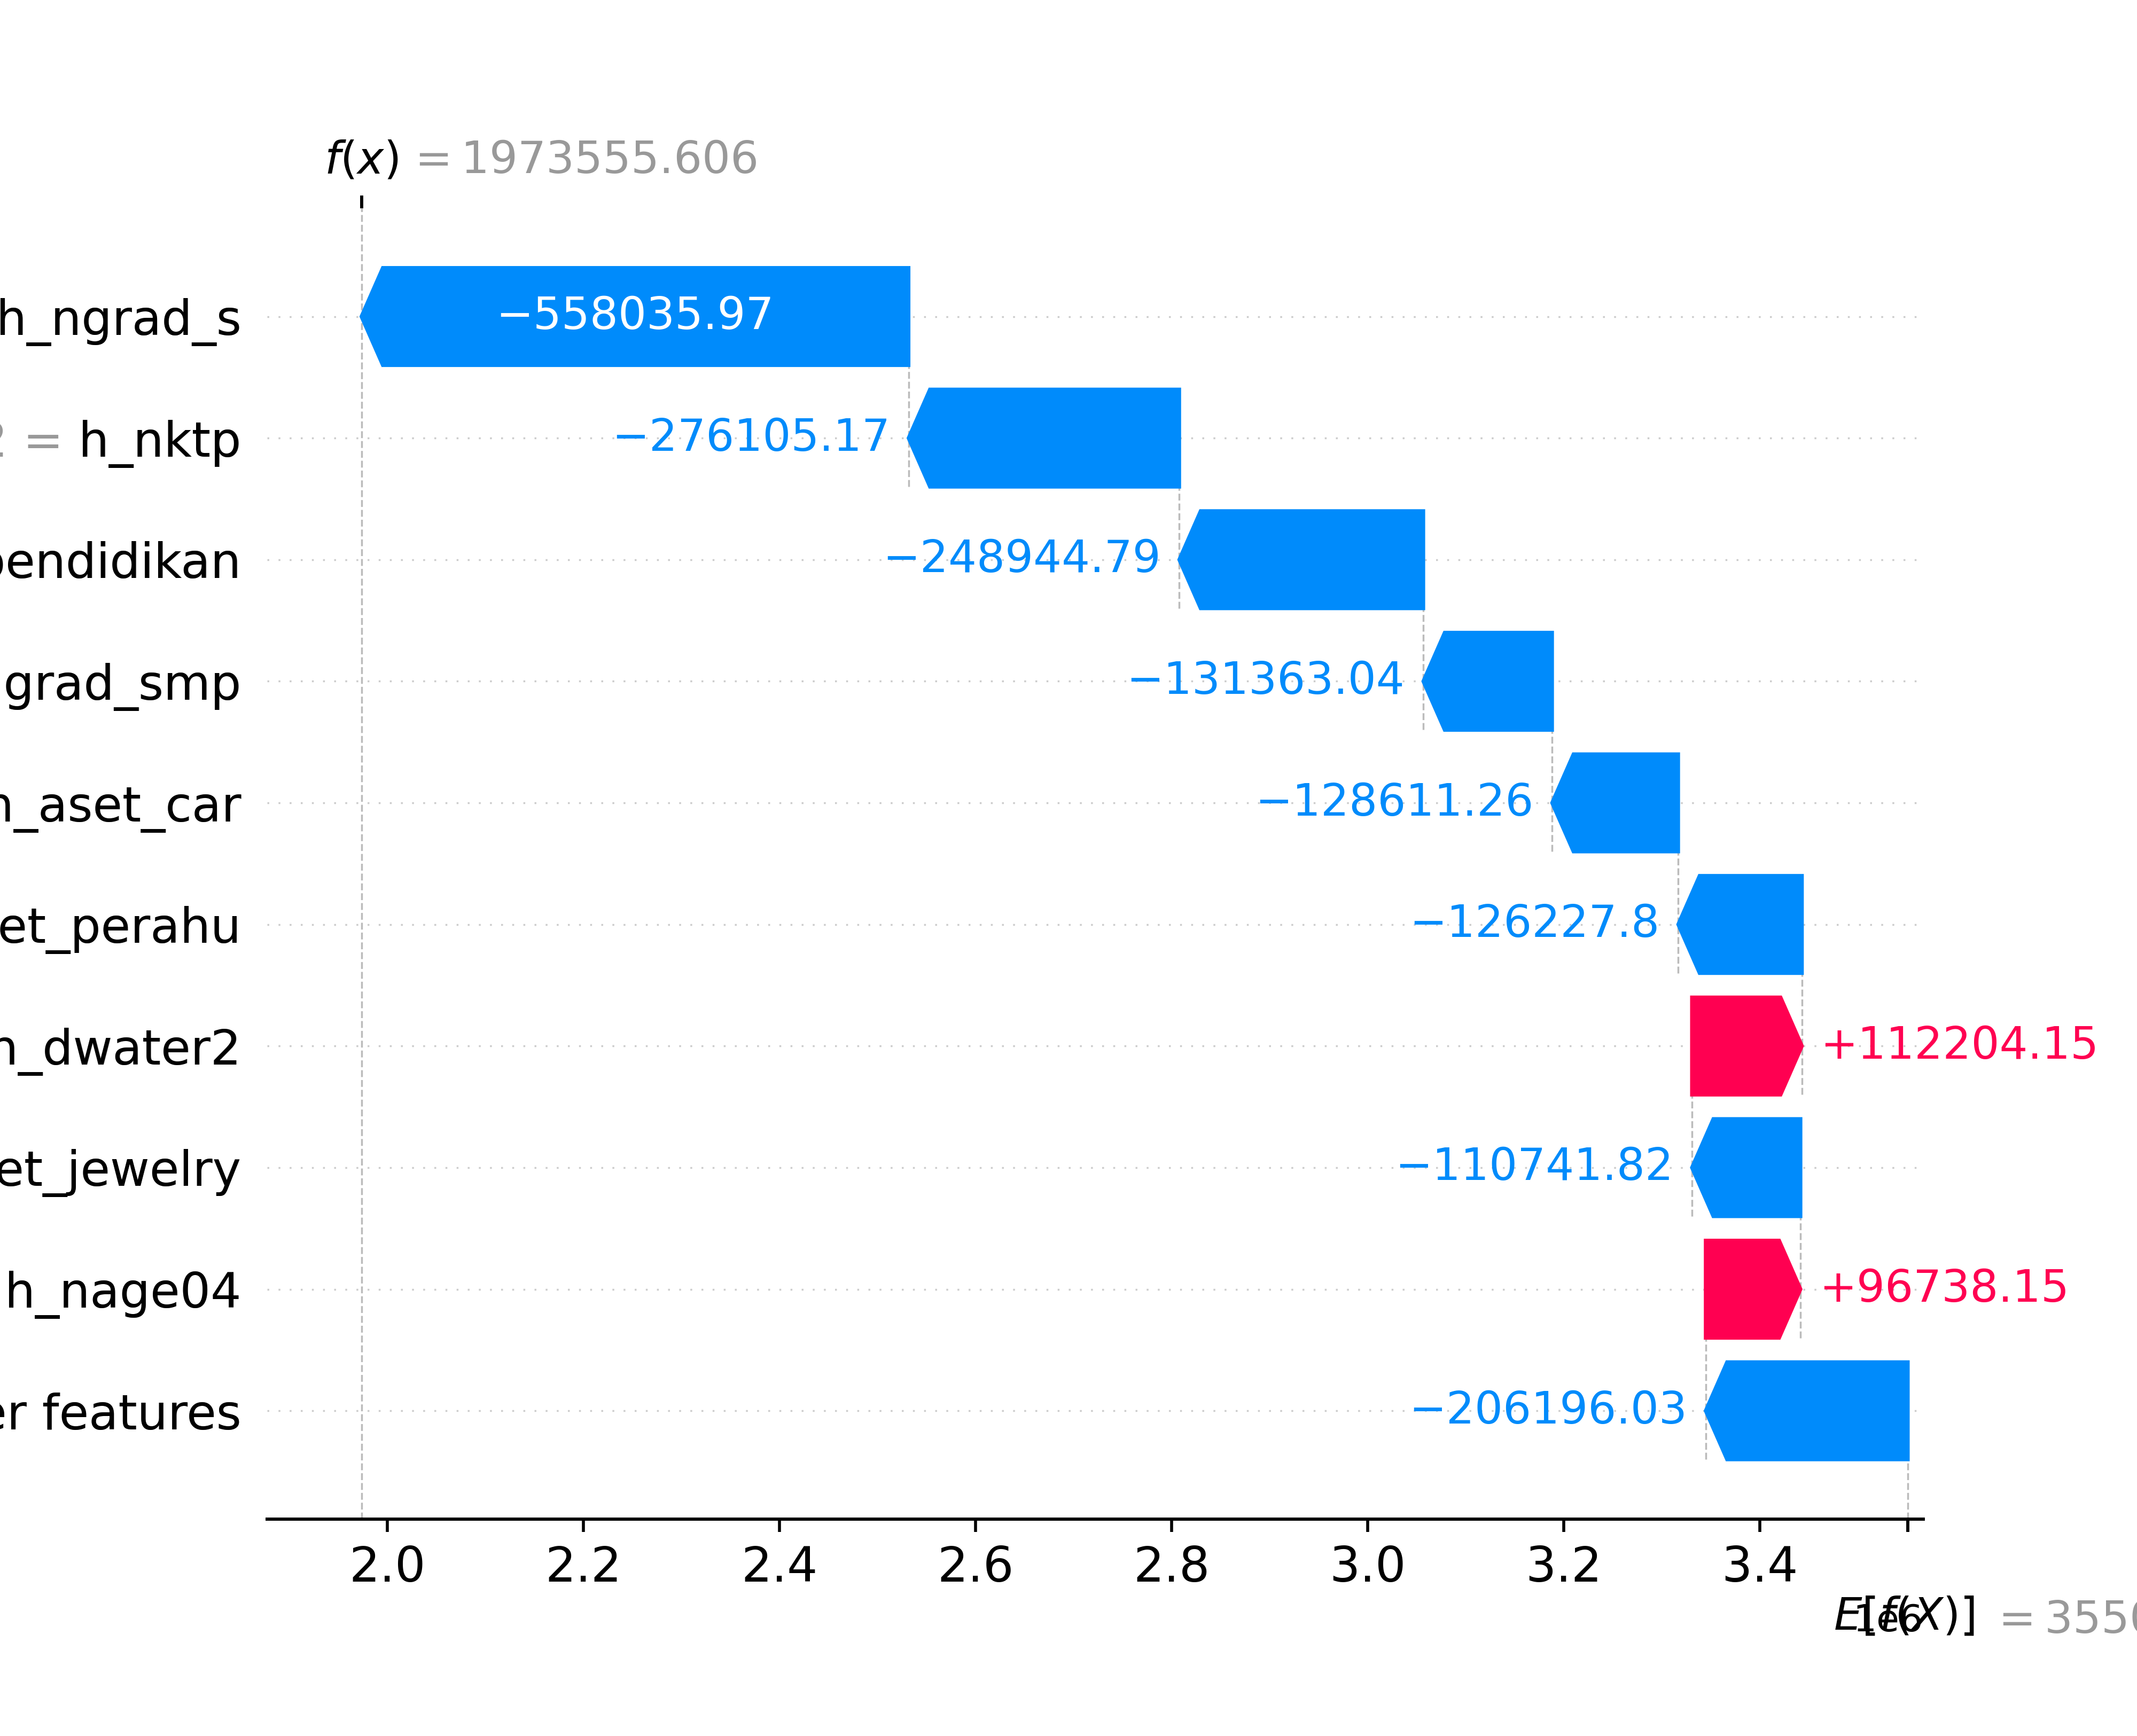 f(x) = 1973555.606
h_ngrad_s −558035.97
= h_nktp −276105.17
pendidikan −248944.79
grad_smp −131363.04
h_aset_car −128611.26
et_perahu −126227.8
h_dwater2 +112204.15
et_jewelry −110741.82
h_nage04 +96738.15
er features −206196.03
2.0 2.2 2.4 2.6 2.8 3.0 3.2 3.4
1e6
E[f(X)] = 3550